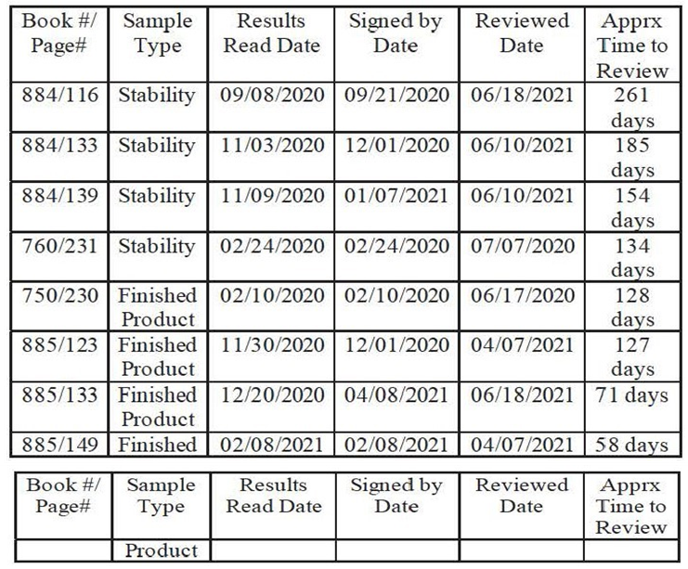 Book #/ Sample Results Signed by Reviewed Apprx
Page# Type Read Date Date Date Time to
Review
884/116 Stability 09/08/2020 09/21/2020 06/18/2021 261
days
884/133 Stability 11/03/2020 12/01/2020 06/10/2021 185
days
884/139 Stability 11/09/2020 01/07/2021 06/10/2021 154
days
760/231 Stability 02/24/2020 02/24/2020 07/07/2020 134
days
750/230 Finished 02/10/2020 02/10/2020 06/17/2020 128
Product days
885/123 Finished 11/30/2020 12/01/2020 04/07/2021 127
Product days
885/133 Finished 12/20/2020 04/08/2021 06/18/2021 71 days
Product
885/149 Finished 02/08/2021 02/08/2021 04/07/2021 58 days
Book #/ Sample Results Signed by Reviewed Apprx
Page# Type Read Date Date Date Time to
Review
Product